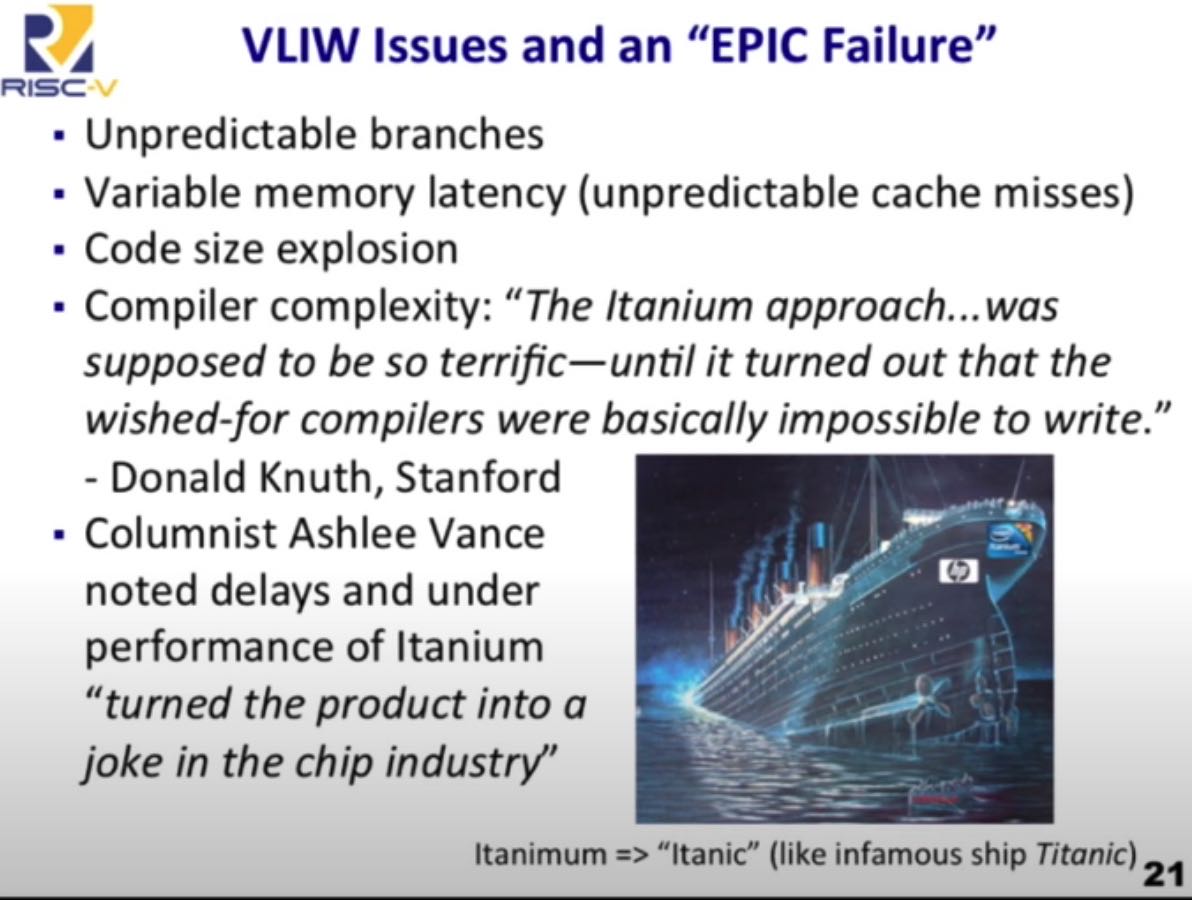 RISC-V
VLIW Issues and an “EPIC Failure”
▪ Unpredictable branches
▪ Variable memory latency (unpredictable cache misses)
▪ Code size explosion
▪ Compiler complexity: “The Itanium approach...was
supposed to be so terrific—until it turned out that the
wished-for compilers were basically impossible to write.”
- Donald Knuth, Stanford
▪ Columnist Ashlee Vance
noted delays and under
performance of Itanium
“turned the product into a
joke in the chip industry”
hp
Itanimum => “Itanic” (like infamous ship Titanic)
21